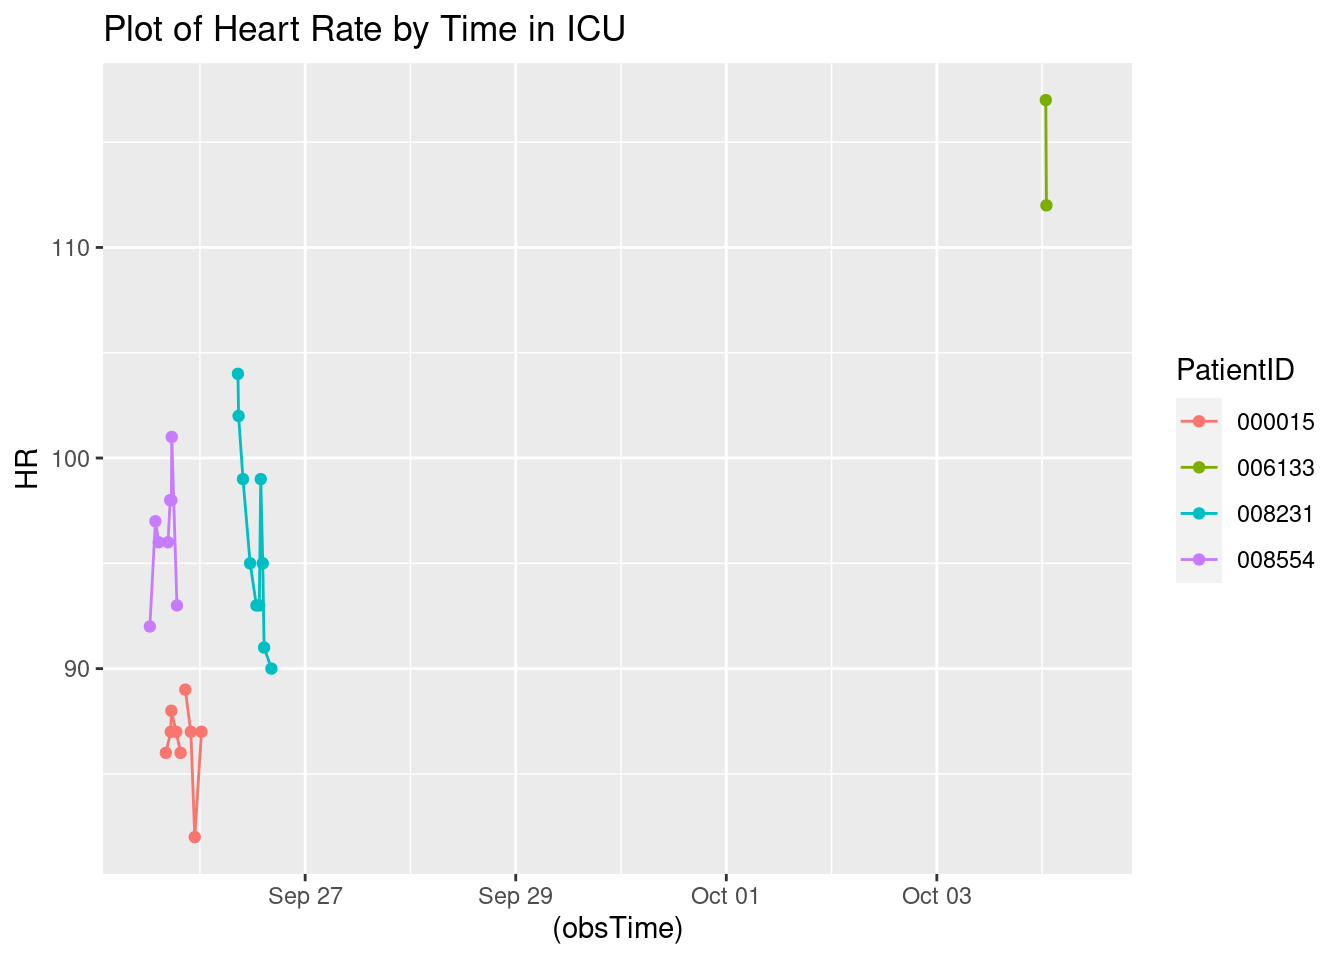 Plot of Heart Rate by Time in ICU
110
100
90
HR
Sep 27 Sep 29 Oct 01 Oct 03
(obsTime)
PatientID
000015
006133
008231
008554